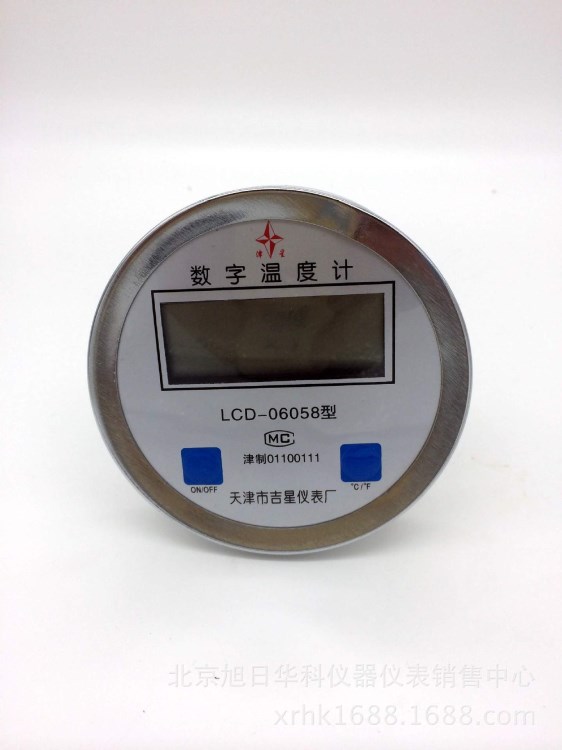 津 星
数字温度计
LCD-06058型
MC
津制01100111
ON/OFF
°C/°F
天津市吉星仪表厂
北京旭日华科仪器仪表销售中心
xrhk1688.1688.com